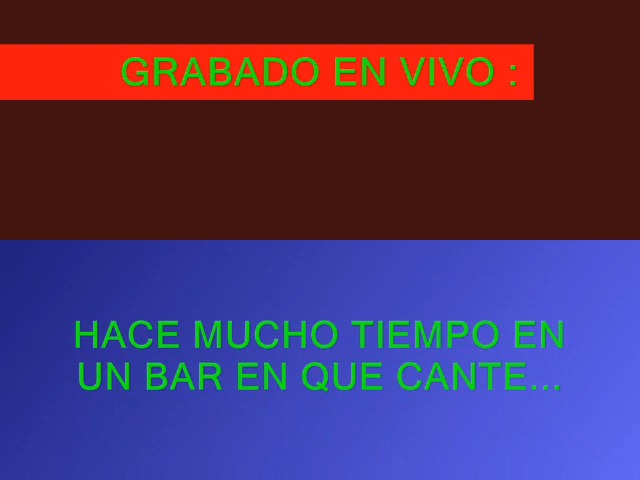 GRABADO EN VIVO :
HACE MUCHO TIEMPO EN
UN BAR EN QUE CANTE...